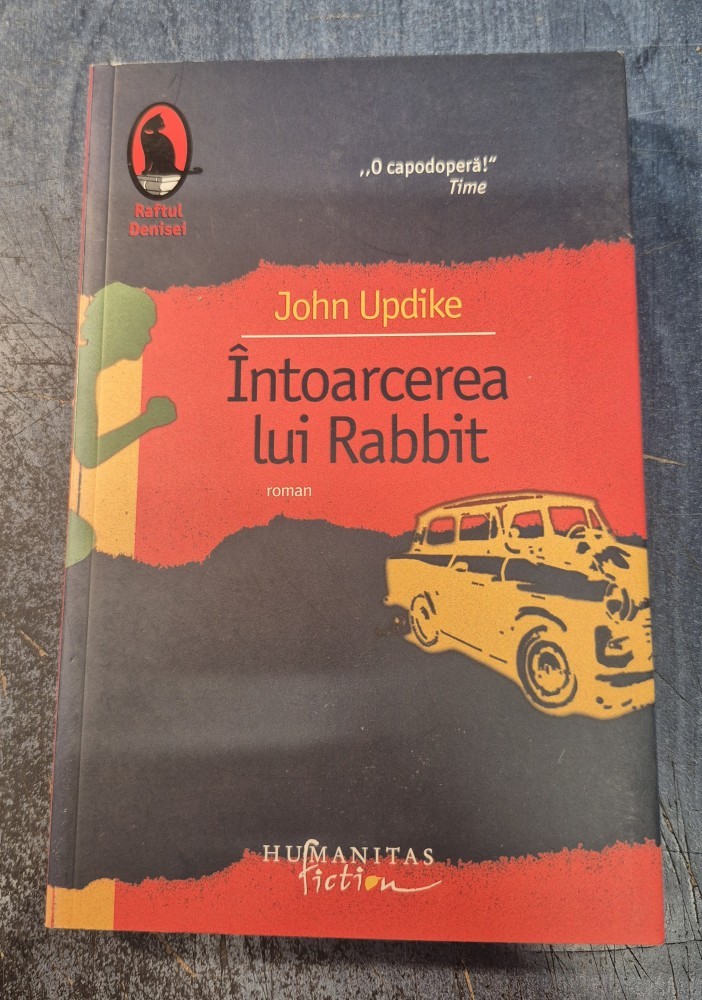 ,,O capodoperă!"
Time
Raftul
Denisei
John Updike
Întoarcerea
lui Rabbit
roman
HUMANITAS
fiction